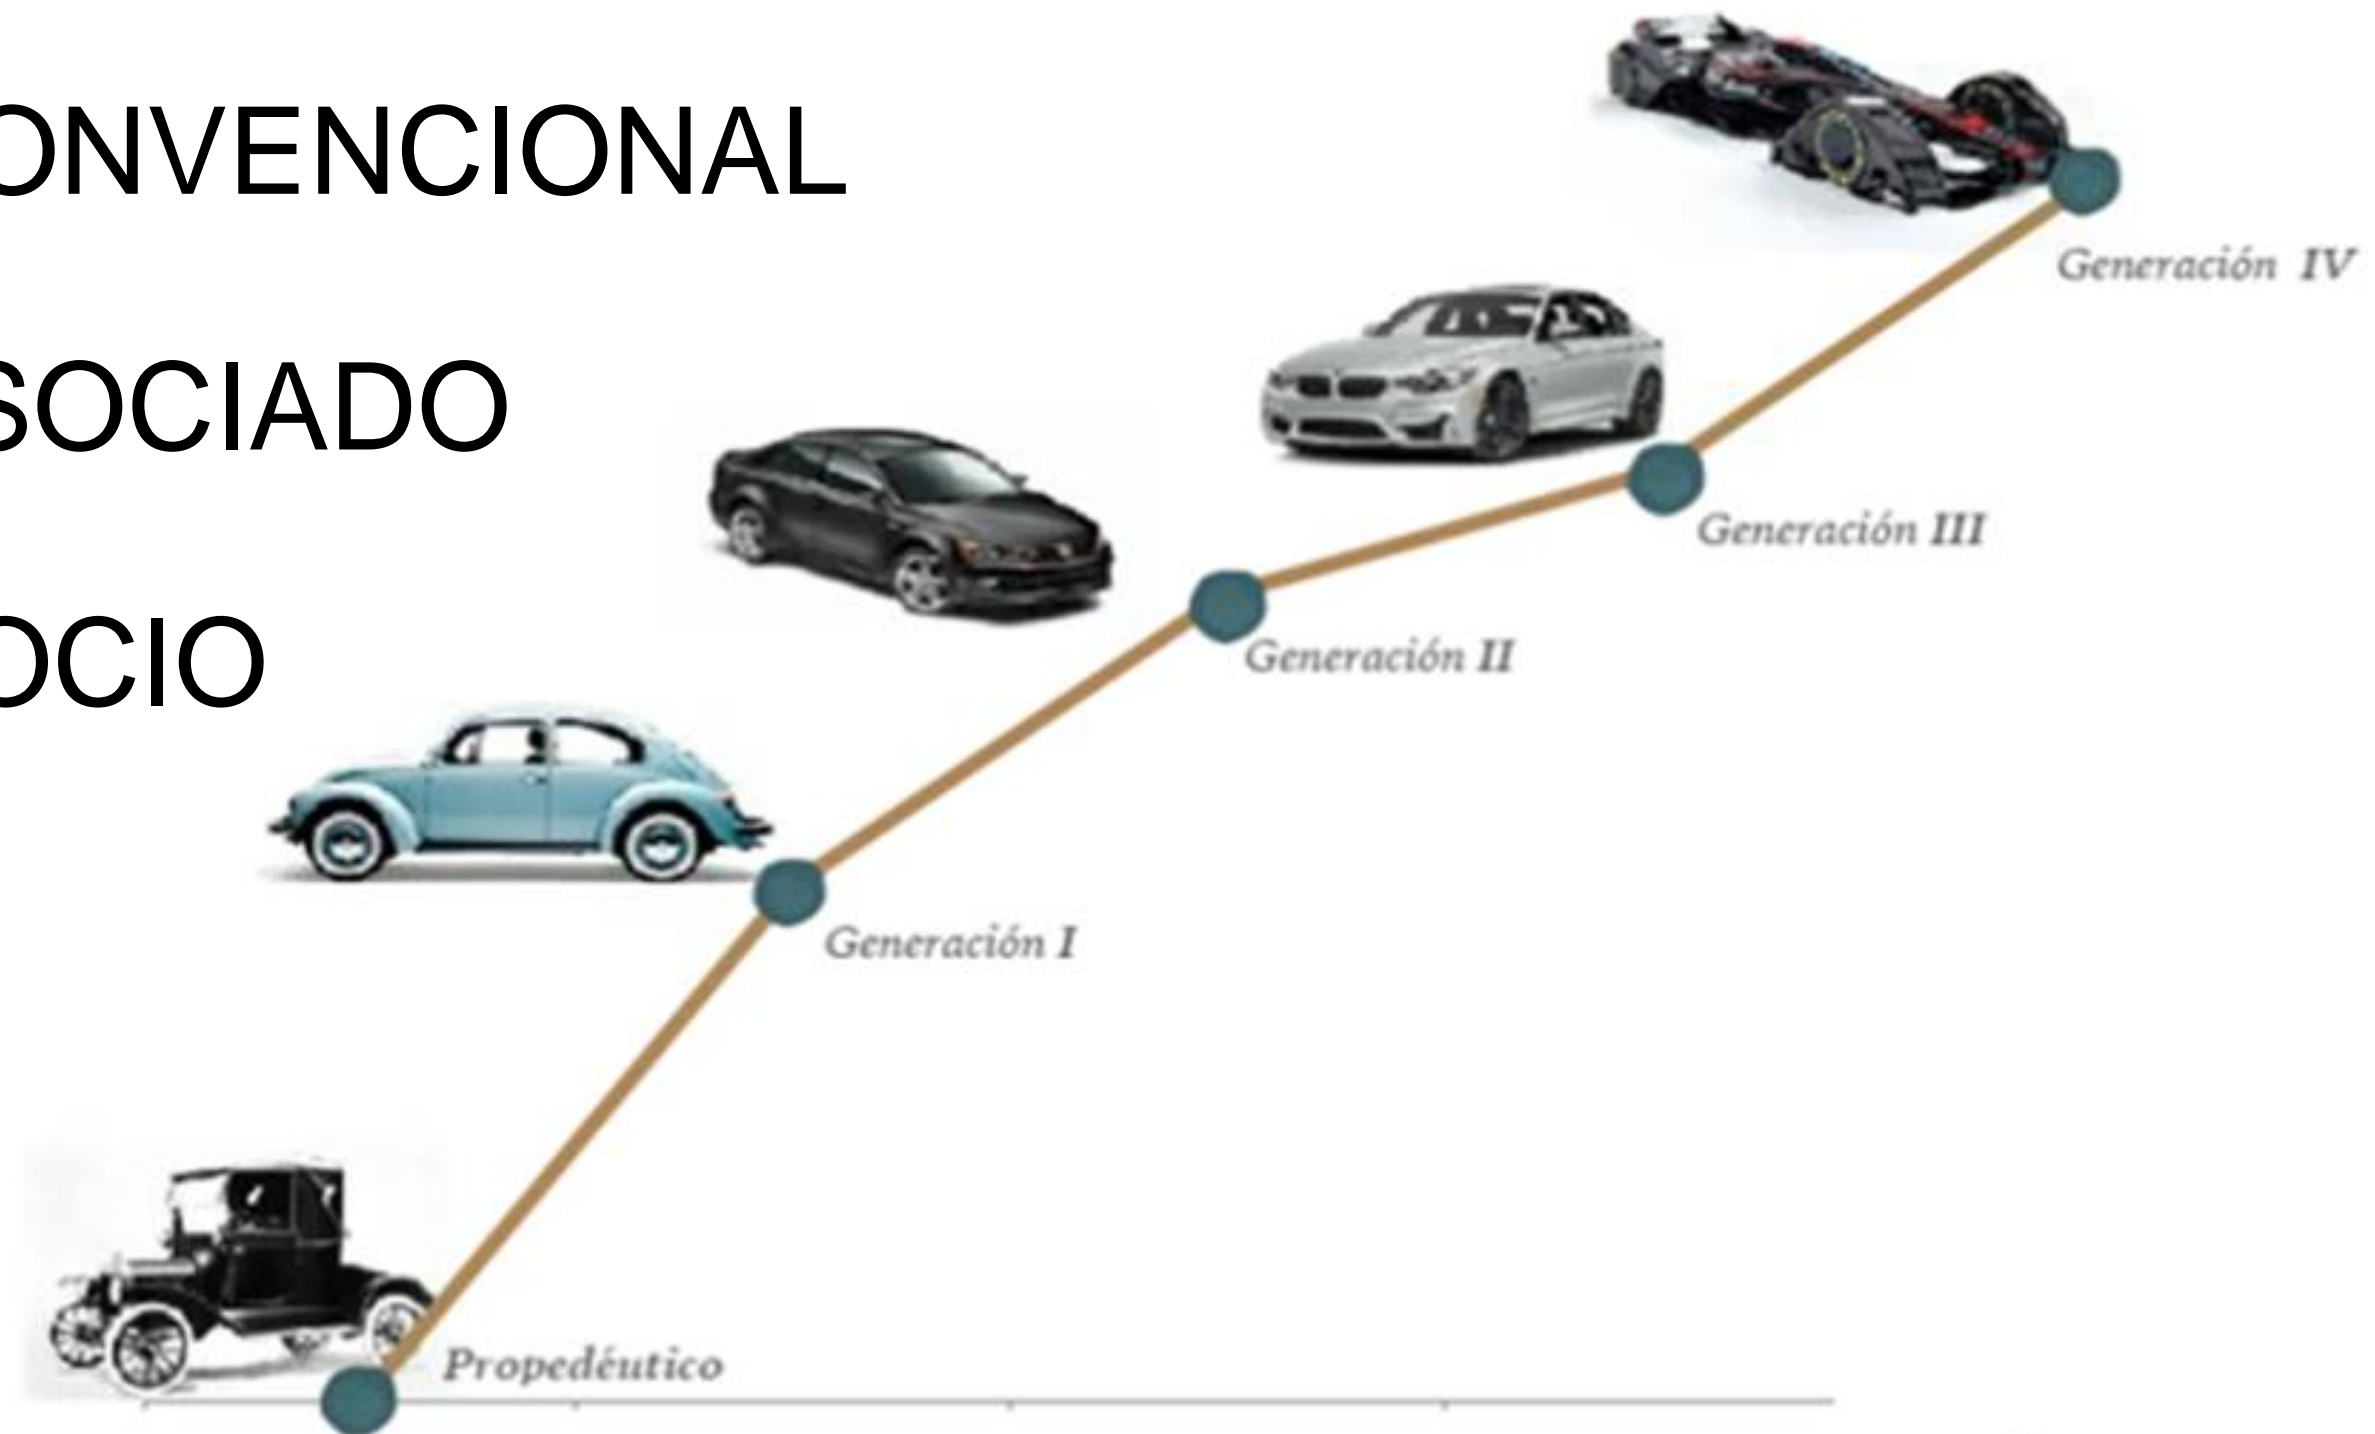 ONVENCIONAL
SOCIADO
OCIO
Generación IV
Generación III
Generación II
Generación I
Propedéutico